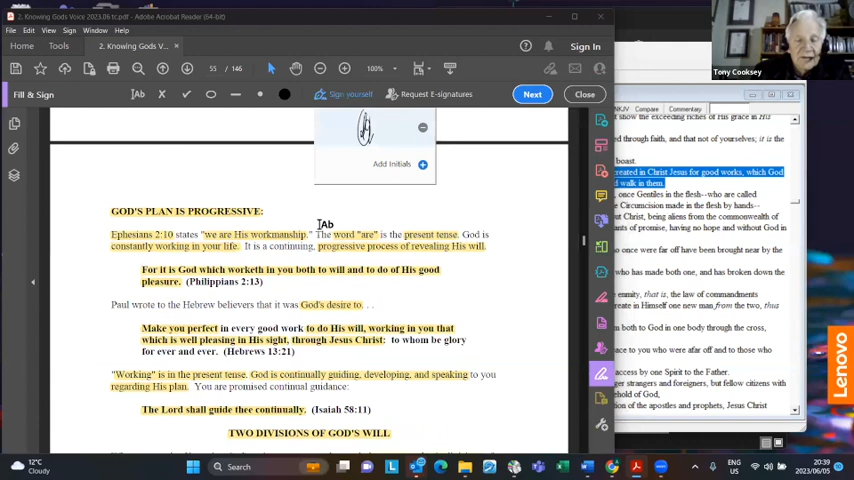 2. Knowing Gods Voice 2023.06 tc.pdf - Adobe Acrobat Reader (64-bit)
File Edit View Sign Window Help
Home Tools 2. Knowing Gods V... × Sign In
55 / 146 100%
Fill & Sign Ab Sign yourself Request E-signatures Next Close
Add Initials
GOD'S PLAN IS PROGRESSIVE:
Ab
Ephesians 2:10 states "we are His workmanship." The word "are" is the present tense. God is
constantly working in your life. It is a continuing, progressive process of revealing His will.
For it is God which worketh in you both to will and to do of His good
pleasure. (Philippians 2:13)
Paul wrote to the Hebrew believers that it was God's desire to. . .
Make you perfect in every good work to do His will, working in you that
which is well pleasing in His sight, through Jesus Christ: to whom be glory
for ever and ever. (Hebrews 13:21)
"Working" is in the present tense. God is continually guiding, developing, and speaking to you
regarding His plan. You are promised continual guidance:
The Lord shall guide thee continually. (Isaiah 58:11)
TWO DIVISIONS OF GOD'S WILL
Tony Cooksey
NKJV Compare Commentary
t show the exceeding riches of His grace in His
ed through faith, and that not of yourselves; it is the
boast.
created in Christ Jesus for good works, which God
d walk in them.
once Gentiles in the flesh--who are called
e Circumcision made in the flesh by hands--
out Christ, being aliens from the commonwealth of
nts of promise, having no hope and without God in
o once were far off have been brought near by the
who has made both one, and has broken down the
enmity, that is, the law of commandments
reate in Himself one new man from the two, thus
em both to God in one body through the cross,
ace to you who were afar off and to those who
access by one Spirit to the Father.
ger strangers and foreigners, but fellow citizens with
ehold of God,
tion of the apostles and prophets, Jesus Christ
Lenovo
12°C
Cloudy
Search
ENG
US
20:39
2023/06/05